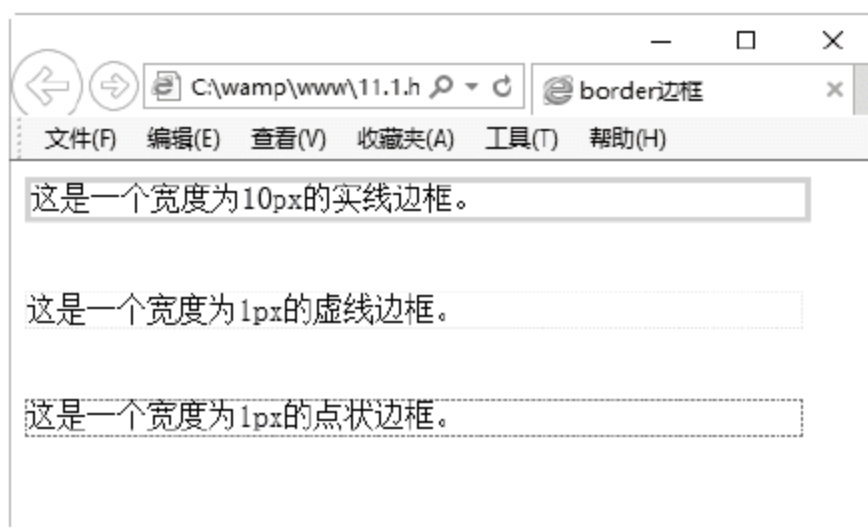 C:\wamp\www\11.1.h
border边框
文件(F) 编辑(E) 查看(V) 收藏夹(A) 工具(T) 帮助(H)
这是一个宽度为10px的实线边框。
这是一个宽度为1px的虚线边框。
这是一个宽度为1px的点状边框。